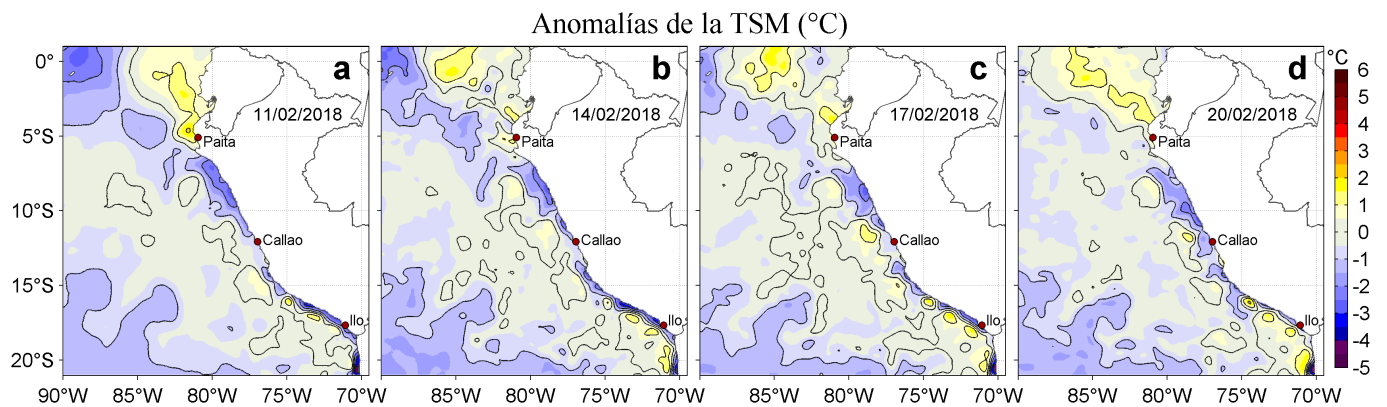 Anomalías de la TSM (°C)
a
11/02/2018
Paita
Callao
Ilo
b
14/02/2018
Paita
Callao
Ilo
c
17/02/2018
Paita
Callao
Ilo
d
20/02/2018
Paita
Callao
Ilo
0°
5°S
10°S
15°S
20°S
90°W 85°W 80°W 75°W 70°W
85°W 80°W 75°W 70°W
85°W 80°W 75°W 70°W
85°W 80°W 75°W 70°W
°C
6
5
4
3
2
1
0
-1
-2
-3
-4
-5